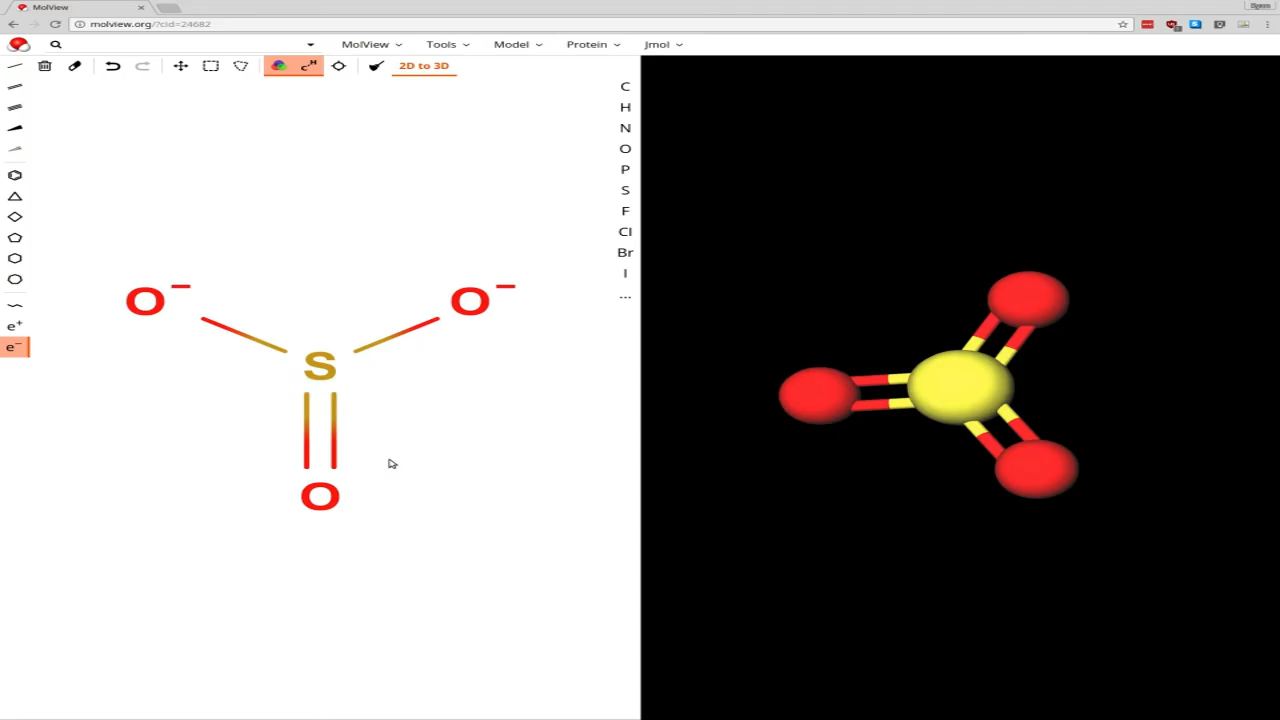 MolView
molview.org/?cid=24682
MolView Tools Model Protein Jmol
C H 2D to 3D
C
H
N
O
P
S
F
Cl
Br
I
...
e+
e−
O− O−
S
O